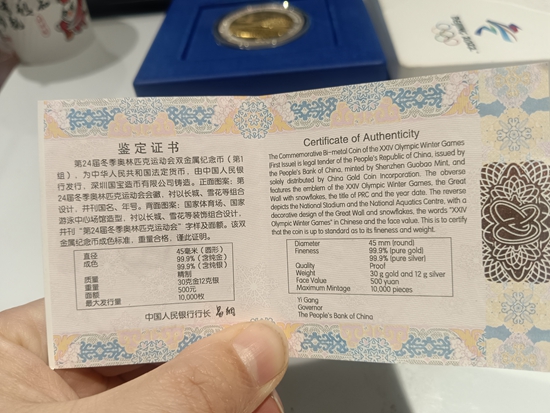 鉴定证书
第24届冬季奥林匹克运动会双金属纪念币（第1
组），为中华人民共和国法定货币，由中国人民银
行发行，深圳国宝造币有限公司铸造。正面图案：第
24届冬季奥林匹克运动会会徽，衬以长城、雪花等组合
设计，并刊国名、年号。背面图案：国家体育场、国家
游泳中心场馆造型，衬以长城、雪花等装饰组合设计，
并刊“第24届冬季奥林匹克运动会”字样及面额。该双
金属纪念币成色标准，重量合格，谨此证明。
直径 45毫米（圆形）
成色 99.9%（含纯金）
99.9%（含纯银）
质量 精制
重量 30克金12克银
面额 500元
最大发行量 10,000枚
中国人民银行行长 易纲
Certificate of Authenticity
The Commemorative Bi-metal Coin of the XXIV Olympic Winter Games
(First Issue) is legal tender of the People's Republic of China, issued by
the People's Bank of China, minted by Shenzhen Guobao Mint, and
solely distributed by China Gold Coin Incorporation. The obverse
features the emblem of the XXIV Olympic Winter Games, the Great
Wall with snowflakes, the title of PRC and the year date. The reverse
depicts the National Stadium and the National Aquatics Centre, with a
decorative design of the Great Wall and snowflakes, the words "XXIV
Olympic Winter Games" in Chinese and the face value. This is to certify
that the coin is up to standard as to its fineness and weight.
Diameter 45 mm (round)
Fineness 99.9% (pure gold)
99.9% (pure silver)
Quality Proof
Weight 30 g gold and 12 g silver
Face Value 500 yuan
Maximum Mintage 10,000 pieces
Yi Gang
Governor
The People's Bank of China